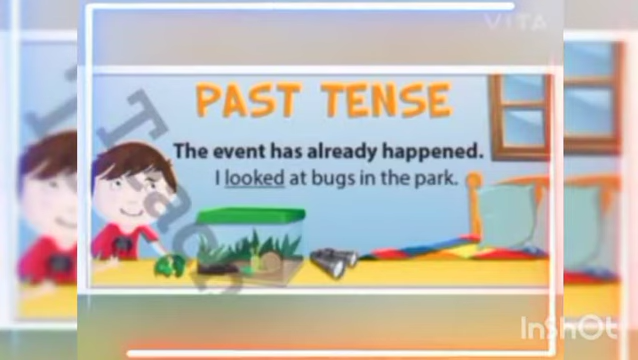 VITA
PAST TENSE
The event has already happened.
I looked at bugs in the park.
InShOt